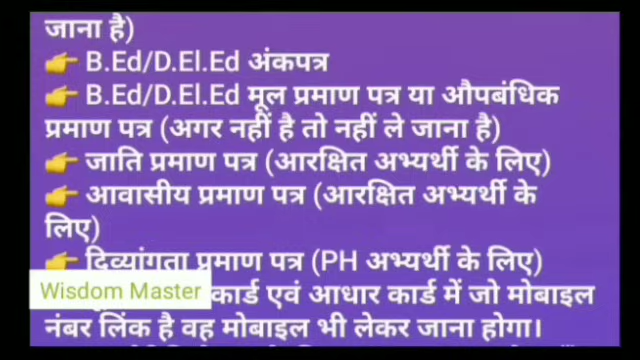 जाना है)
👉 B.Ed/D.El.Ed अंकपत्र
👉 B.Ed/D.El.Ed मूल प्रमाण पत्र या औपबंधिक
प्रमाण पत्र (अगर नहीं है तो नहीं ले जाना है)
👉 जाति प्रमाण पत्र (आरक्षित अभ्यर्थी के लिए)
👉 आवासीय प्रमाण पत्र (आरक्षित अभ्यर्थी के
लिए)
👉 दिव्यांगता प्रमाण पत्र (PH अभ्यर्थी के लिए)
Wisdom Master
कार्ड एवं आधार कार्ड में जो मोबाइल
नंबर लिंक है वह मोबाइल भी लेकर जाना होगा।